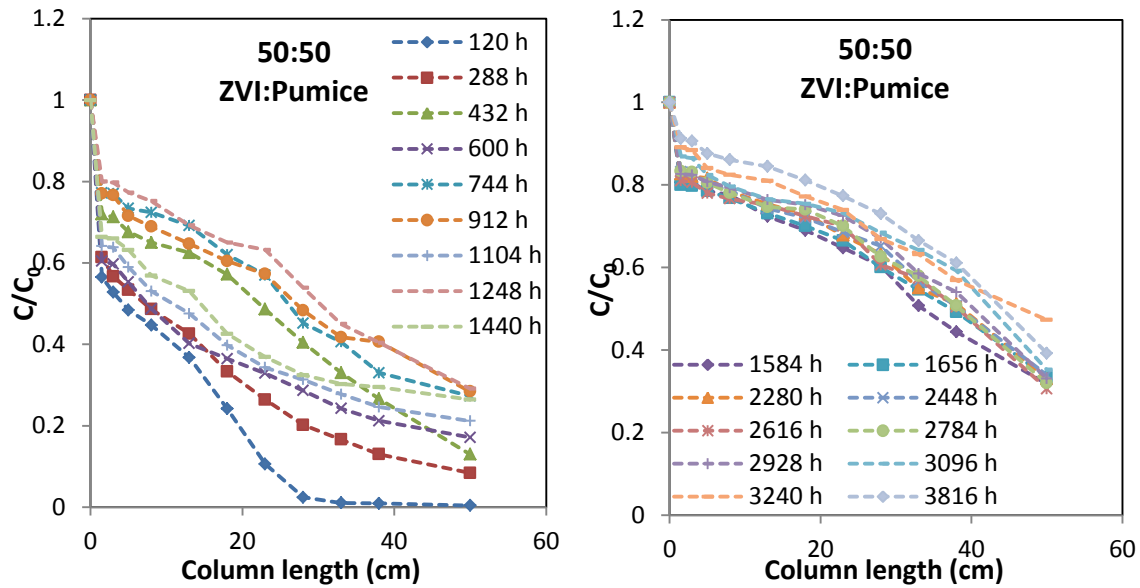 1.2
1
0.8
0.6
0.4
0.2
0
C/C₀
0
20
40
60
Column length (cm)
50:50
ZVI:Pumice
120 h
288 h
432 h
600 h
744 h
912 h
1104 h
1248 h
1440 h
1.2
1
0.8
0.6
0.4
0.2
0
C/C₀
0
20
40
60
Column length (cm)
50:50
ZVI:Pumice
1584 h 1656 h
2280 h 2448 h
2616 h 2784 h
2928 h 3096 h
3240 h 3816 h